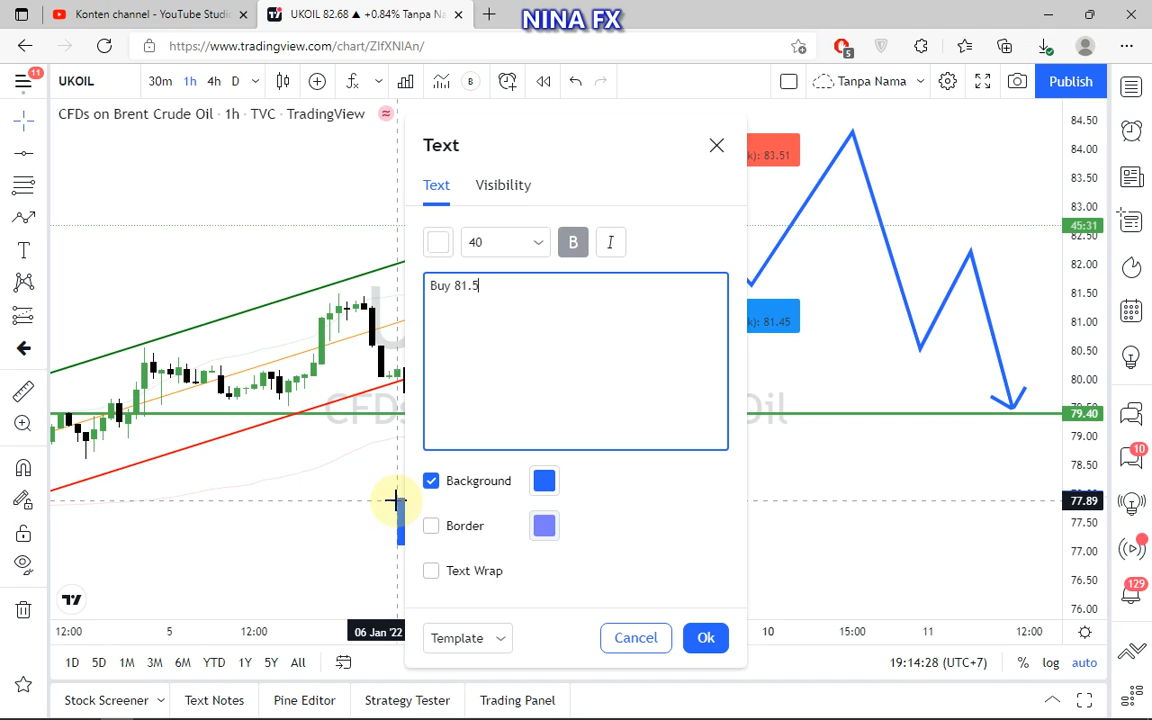 Konten channel - YouTube Studio
UKOIL 82.68 ▲ +0.84% Tanpa Na
NINA FX
https://www.tradingview.com/chart/ZIfXNIAn/
5
11
UKOIL
30m 1h 4h D
B
Tanpa Nama
Publish
CFDs on Brent Crude Oil · 1h · TVC · TradingView
Text
Text Visibility
40
B I
Buy 81.5
Background
Border
Text Wrap
Template
Cancel
Ok
k): 83.51
k): 81.45
84.50
84.00
83.50
83.00
45:31
82.50
82.00
81.50
81.00
80.50
80.00
79.40
79.00
78.50
77.89
77.50
77.00
76.50
76.00
10
129
12:00 5 12:00 06 Jan '22 10 15:00 11 12:00
1D 5D 1M 3M 6M YTD 1Y 5Y All
19:14:28 (UTC+7) % log auto
Stock Screener Text Notes Pine Editor Strategy Tester Trading Panel